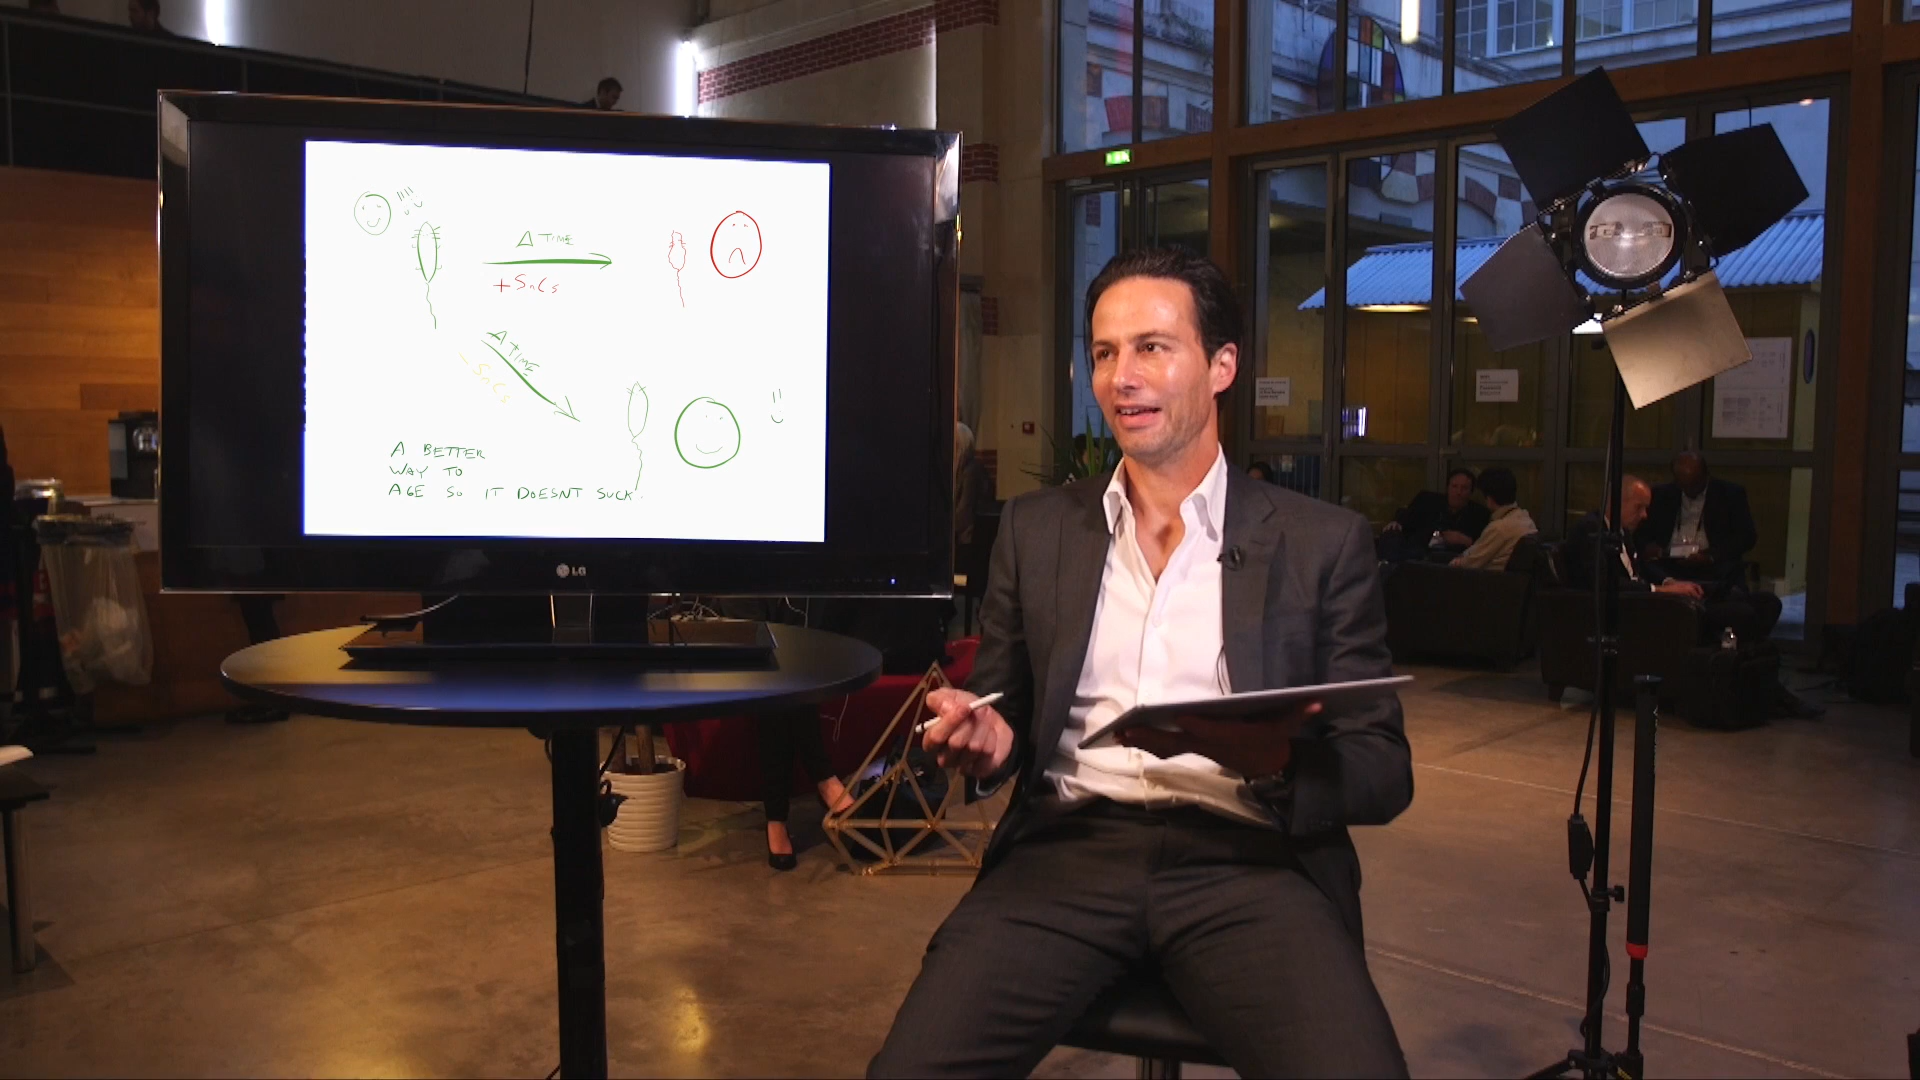 Δ TIME
+ SnCs
Δ TIME
- SnCs
A BETTER
WAY TO
AGE SO IT DOESNT SUCK.
LG